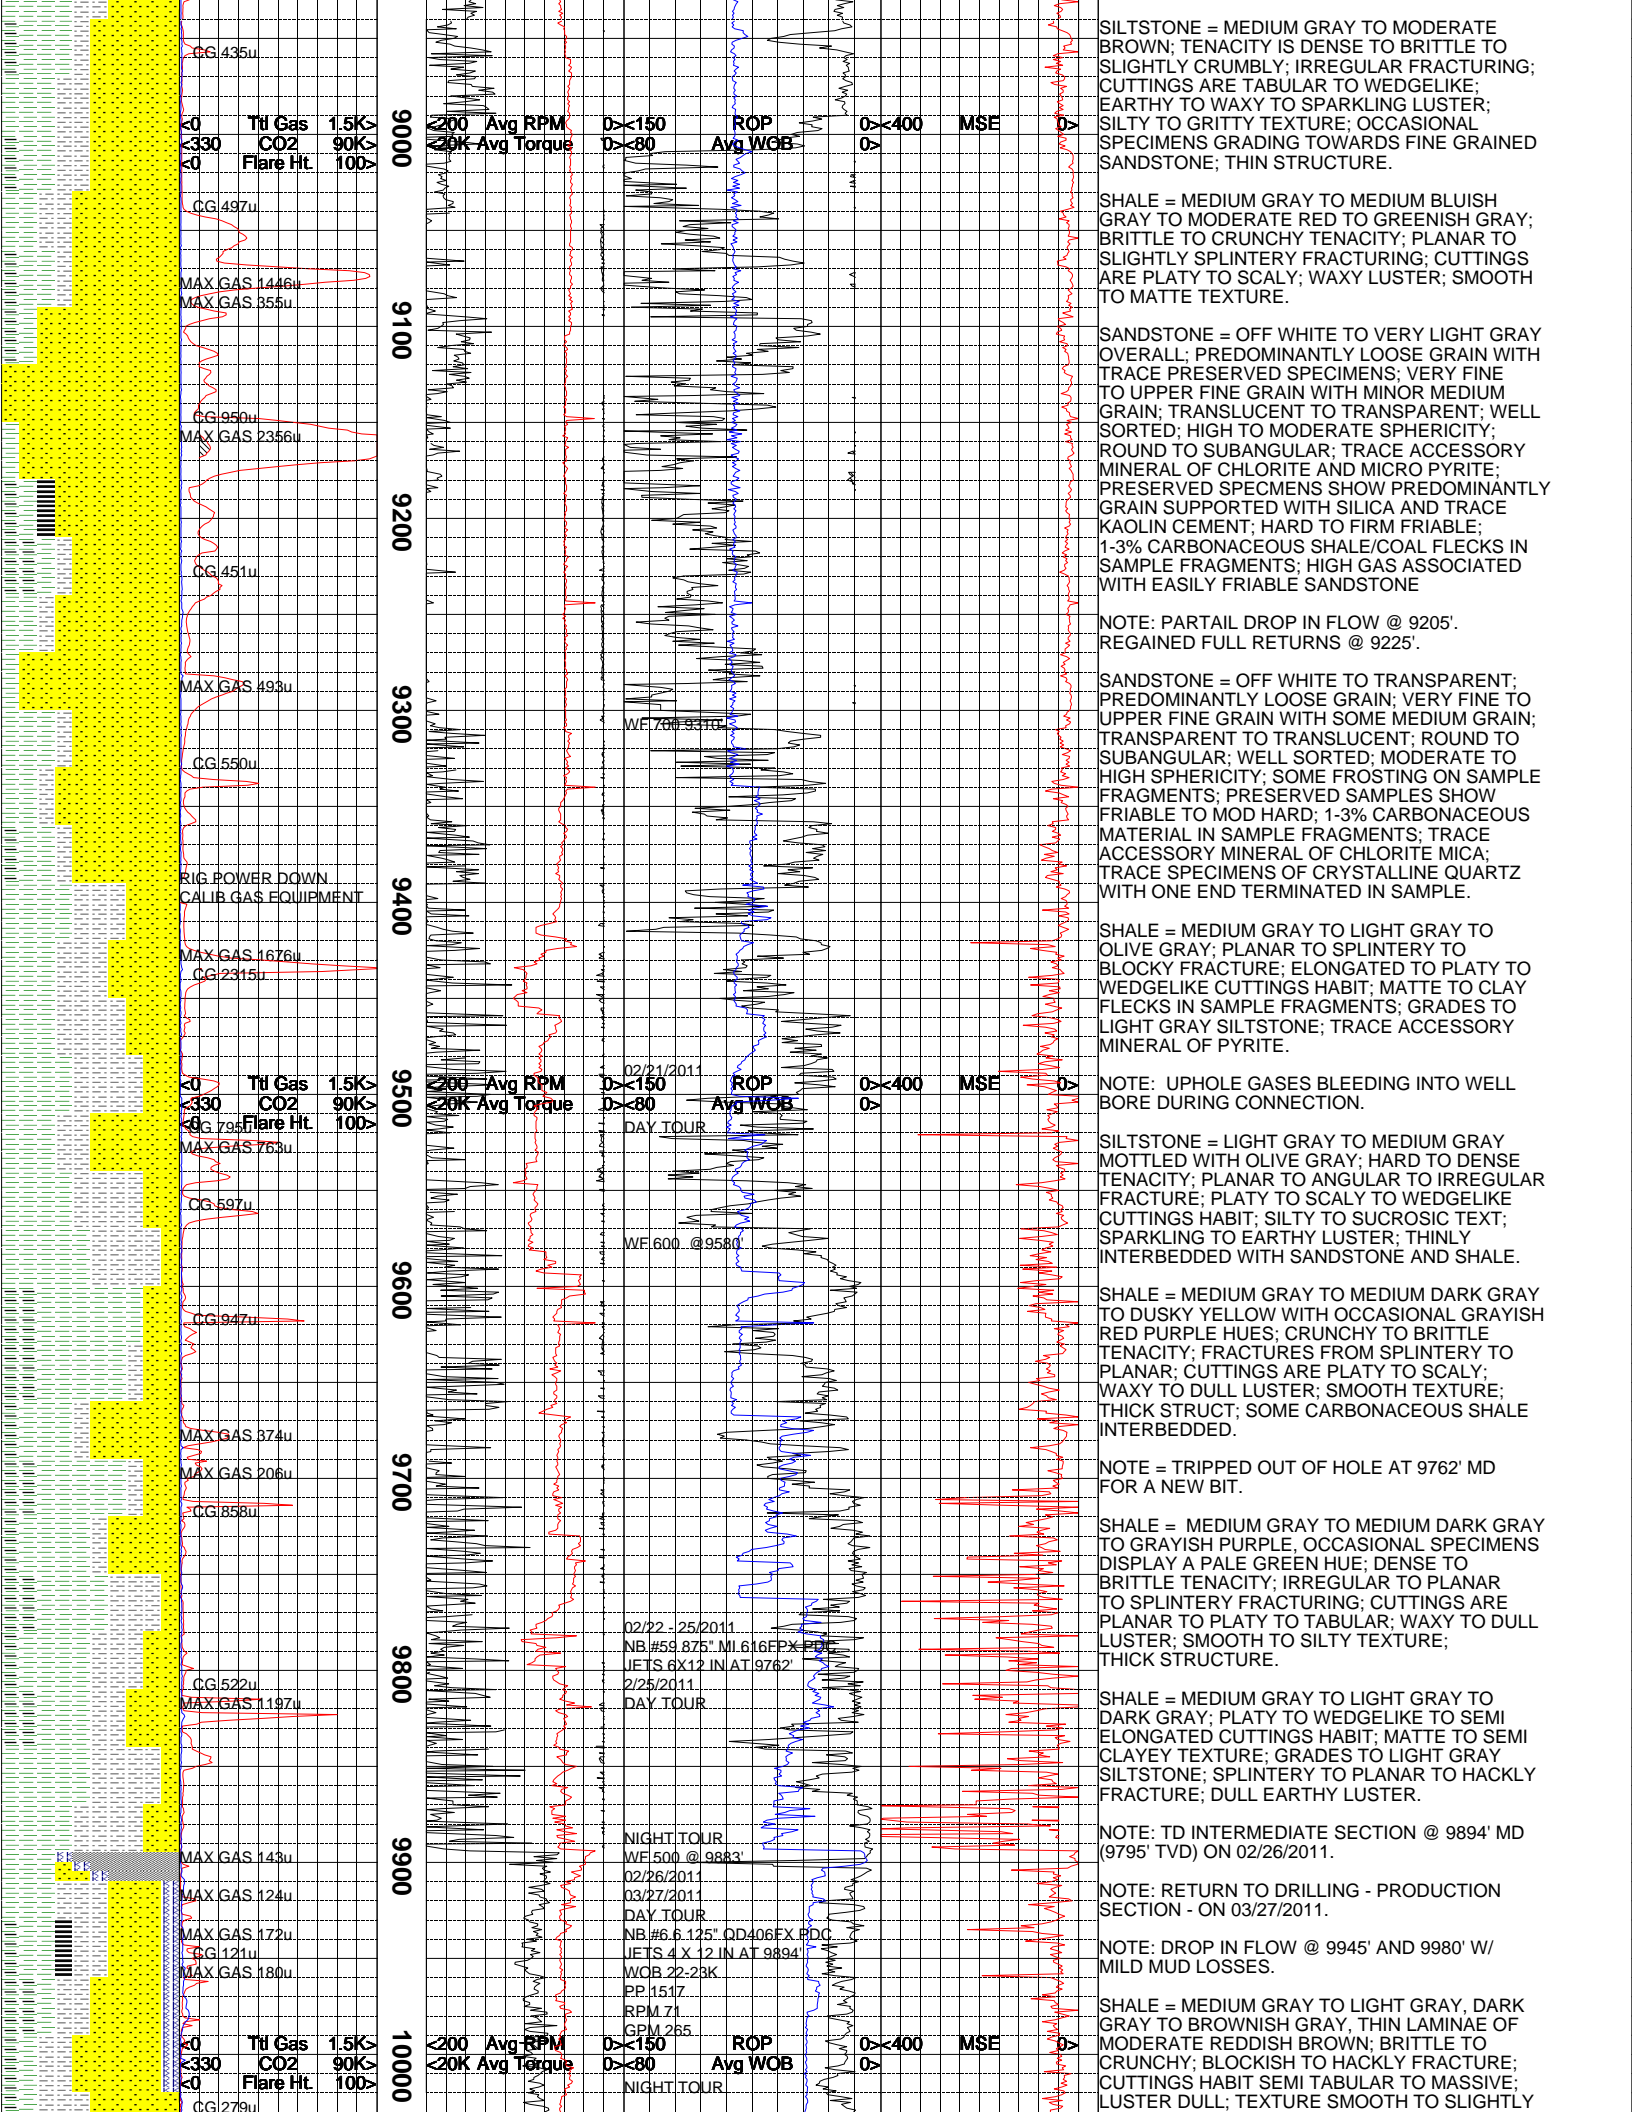 CG 435u
<0 Ttl Gas 1.5K>
<330 CO2 90K>
<0 Flare Ht. 100>
CG 497u
MAX GAS 1446u
MAX GAS 355u
CG 950u
MAX GAS 2356u
CG 451u
MAX GAS 493u
CG 550u
RIG POWER DOWN
CALIB GAS EQUIPMENT
MAX GAS 1676u
CG 2315u
<0 Ttl Gas 1.5K>
<330 CO2 90K>
<0 Flare Ht. 100>
CG 795u
MAX GAS 763u
CG 597u
CG 947u
MAX GAS 374u
MAX GAS 206u
CG 858u
CG 522u
MAX GAS 1197u
MAX GAS 143u
MAX GAS 124u
MAX GAS 172u
CG 121u
MAX GAS 180u
<0 Ttl Gas 1.5K>
<330 CO2 90K>
<0 Flare Ht. 100>
CG 279u
9000
9100
9200
9300
9400
9500
9600
9700
9800
9900
10000
<200 Avg RPM 0>
<20K Avg Torque 0>
<200 Avg RPM 0>
<20K Avg Torque 0>
<200 Avg RPM 0>
<20K Avg Torque 0>
<150 ROP 0>
<80 Avg WOB 0>
WF 700 9310
02/21/2011
<150 ROP 0>
<80 Avg WOB 0>
DAY TOUR
WF 600 @9580'
02/22 - 25/2011
NB #59.875" MI.616FPX PDC
JETS 6X12 IN AT 9762'
2/25/2011
DAY TOUR
NIGHT TOUR
WF 500 @ 9883'
02/26/2011
03/27/2011
DAY TOUR
NB #6.6.125" QD406FX PDC
JETS 4 X 12 IN AT 9894'
WOB 22-23K
PP 1517
RPM 71
GPM 265
<150 ROP 0>
<80 Avg WOB 0>
NIGHT TOUR
<400 MSE 0>
<400 MSE 0>
<400 MSE 0>
SILTSTONE = MEDIUM GRAY TO MODERATE
BROWN; TENACITY IS DENSE TO BRITTLE TO
SLIGHTLY CRUMBLY; IRREGULAR FRACTURING;
CUTTINGS ARE TABULAR TO WEDGELIKE;
EARTHY TO WAXY TO SPARKLING LUSTER;
SILTY TO GRITTY TEXTURE; OCCASIONAL
SPECIMENS GRADING TOWARDS FINE GRAINED
SANDSTONE; THIN STRUCTURE.
SHALE = MEDIUM GRAY TO MEDIUM BLUISH
GRAY TO MODERATE RED TO GREENISH GRAY;
BRITTLE TO CRUNCHY TENACITY; PLANAR TO
SLIGHTLY SPLINTERY FRACTURING; CUTTINGS
ARE PLATY TO SCALY; WAXY LUSTER; SMOOTH
TO MATTE TEXTURE.
SANDSTONE = OFF WHITE TO VERY LIGHT GRAY
OVERALL; PREDOMINANTLY LOOSE GRAIN WITH
TRACE PRESERVED SPECIMENS; VERY FINE
TO UPPER FINE GRAIN WITH MINOR MEDIUM
GRAIN; TRANSLUCENT TO TRANSPARENT; WELL
SORTED; HIGH TO MODERATE SPHERICITY;
ROUND TO SUBANGULAR; TRACE ACCESSORY
MINERAL OF CHLORITE AND MICRO PYRITE;
PRESERVED SPECMENS SHOW PREDOMINANTLY
GRAIN SUPPORTED WITH SILICA AND TRACE
KAOLIN CEMENT; HARD TO FIRM FRIABLE;
1-3% CARBONACEOUS SHALE/COAL FLECKS IN
SAMPLE FRAGMENTS; HIGH GAS ASSOCIATED
WITH EASILY FRIABLE SANDSTONE
NOTE: PARTAIL DROP IN FLOW @ 9205'.
REGAINED FULL RETURNS @ 9225'.
SANDSTONE = OFF WHITE TO TRANSPARENT;
PREDOMINANTLY LOOSE GRAIN; VERY FINE TO
UPPER FINE GRAIN WITH SOME MEDIUM GRAIN;
TRANSPARENT TO TRANSLUCENT; ROUND TO
SUBANGULAR; WELL SORTED; MODERATE TO
HIGH SPHERICITY; SOME FROSTING ON SAMPLE
FRAGMENTS; PRESERVED SAMPLES SHOW
FRIABLE TO MOD HARD; 1-3% CARBONACEOUS
MATERIAL IN SAMPLE FRAGMENTS; TRACE
ACCESSORY MINERAL OF CHLORITE MICA;
TRACE SPECIMENS OF CRYSTALLINE QUARTZ
WITH ONE END TERMINATED IN SAMPLE.
SHALE = MEDIUM GRAY TO LIGHT GRAY TO
OLIVE GRAY; PLANAR TO SPLINTERY TO
BLOCKY FRACTURE; ELONGATED TO PLATY TO
WEDGELIKE CUTTINGS HABIT; MATTE TO CLAY
FLECKS IN SAMPLE FRAGMENTS; GRADES TO
LIGHT GRAY SILTSTONE; TRACE ACCESSORY
MINERAL OF PYRITE.
NOTE: UPHOLE GASES BLEEDING INTO WELL
BORE DURING CONNECTION.
SILTSTONE = LIGHT GRAY TO MEDIUM GRAY
MOTTLED WITH OLIVE GRAY; HARD TO DENSE
TENACITY; PLANAR TO ANGULAR TO IRREGULAR
FRACTURE; PLATY TO SCALY TO WEDGELIKE
CUTTINGS HABIT; SILTY TO SUCROSIC TEXT;
SPARKLING TO EARTHY LUSTER; THINLY
INTERBEDDED WITH SANDSTONE AND SHALE.
SHALE = MEDIUM GRAY TO MEDIUM DARK GRAY
TO DUSKY YELLOW WITH OCCASIONAL GRAYISH
RED PURPLE HUES; CRUNCHY TO BRITTLE
TENACITY; FRACTURES FROM SPLINTERY TO
PLANAR; CUTTINGS ARE PLATY TO SCALY;
WAXY TO DULL LUSTER; SMOOTH TEXTURE;
THICK STRUCT; SOME CARBONACEOUS SHALE
INTERBEDDED.
NOTE = TRIPPED OUT OF HOLE AT 9762' MD
FOR A NEW BIT.
SHALE = MEDIUM GRAY TO MEDIUM DARK GRAY
TO GRAYISH PURPLE, OCCASIONAL SPECIMENS
DISPLAY A PALE GREEN HUE; DENSE TO
BRITTLE TENACITY; IRREGULAR TO PLANAR
TO SPLINTERY FRACTURING; CUTTINGS ARE
PLANAR TO PLATY TO TABULAR; WAXY TO DULL
LUSTER; SMOOTH TO SILTY TEXTURE;
THICK STRUCTURE.
SHALE = MEDIUM GRAY TO LIGHT GRAY TO
DARK GRAY; PLATY TO WEDGELIKE TO SEMI
ELONGATED CUTTINGS HABIT; MATTE TO SEMI
CLAYEY TEXTURE; GRADES TO LIGHT GRAY
SILTSTONE; SPLINTERY TO PLANAR TO HACKLY
FRACTURE; DULL EARTHY LUSTER.
NOTE: TD INTERMEDIATE SECTION @ 9894' MD
(9795' TVD) ON 02/26/2011.
NOTE: RETURN TO DRILLING - PRODUCTION
SECTION - ON 03/27/2011.
NOTE: DROP IN FLOW @ 9945' AND 9980' W/
MILD MUD LOSSES.
SHALE = MEDIUM GRAY TO LIGHT GRAY, DARK
GRAY TO BROWNISH GRAY, THIN LAMINAE OF
MODERATE REDDISH BROWN; BRITTLE TO
CRUNCHY; BLOCKISH TO HACKLY FRACTURE;
CUTTINGS HABIT SEMI TABULAR TO MASSIVE;
LUSTER DULL; TEXTURE SMOOTH TO SLIGHTLY